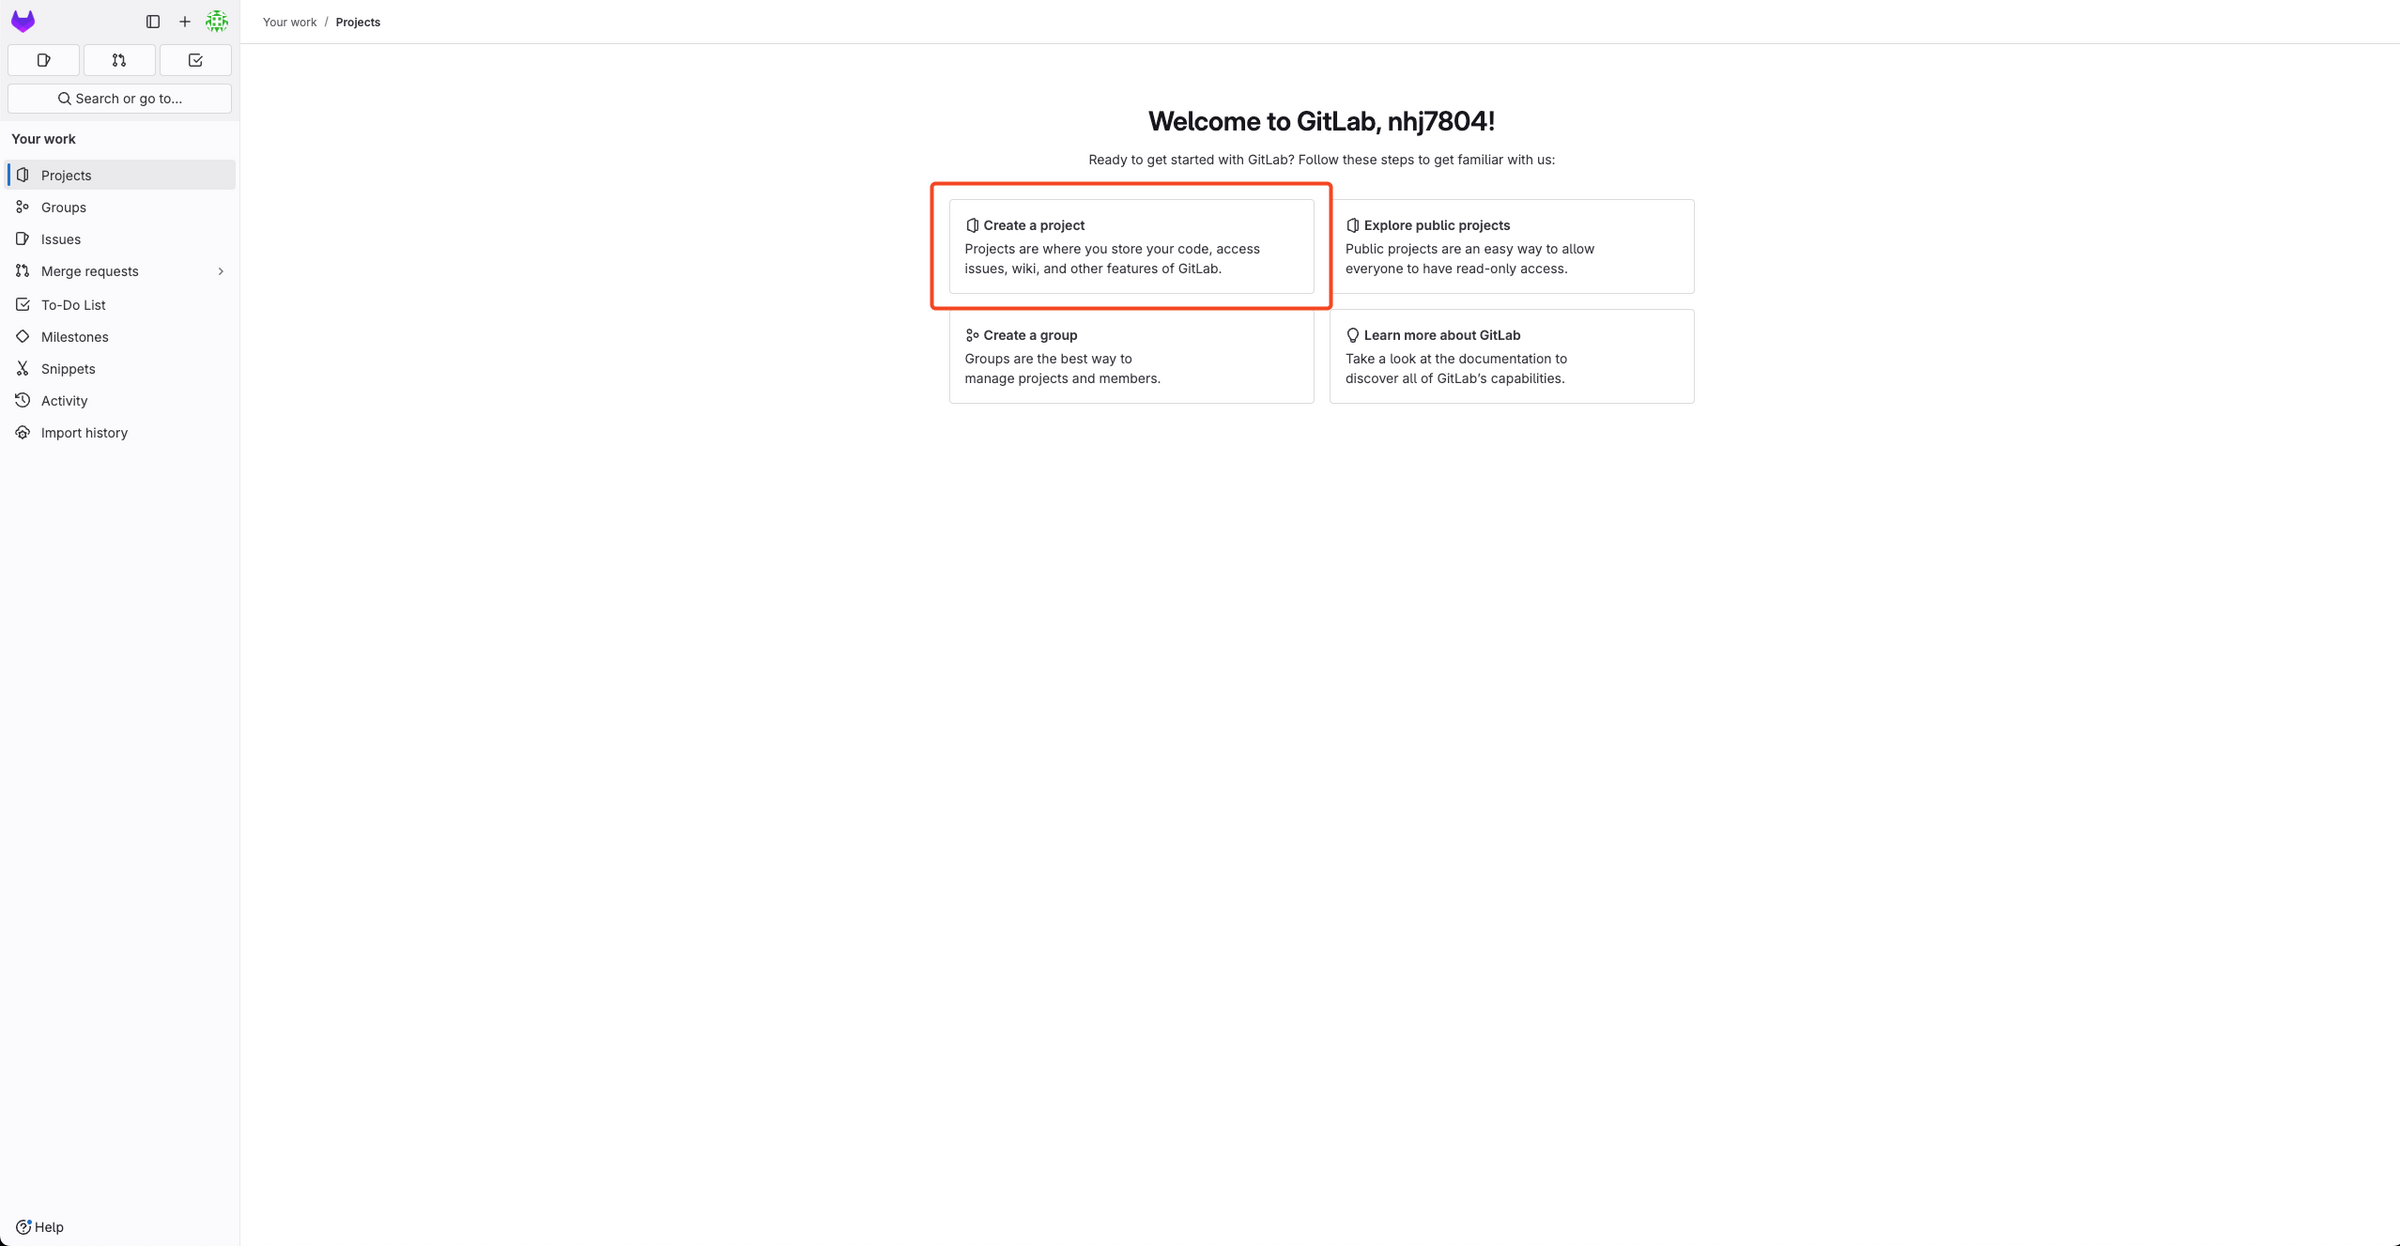 Your work / Projects
Search or go to...
Your work
Projects
Groups
Issues
Merge requests
To-Do List
Milestones
Snippets
Activity
Import history
Help
Welcome to GitLab, nhj7804!
Ready to get started with GitLab? Follow these steps to get familiar with us:
Create a project
Projects are where you store your code, access
issues, wiki, and other features of GitLab.
Explore public projects
Public projects are an easy way to allow
everyone to have read-only access.
Create a group
Groups are the best way to
manage projects and members.
Learn more about GitLab
Take a look at the documentation to
discover all of GitLab's capabilities.